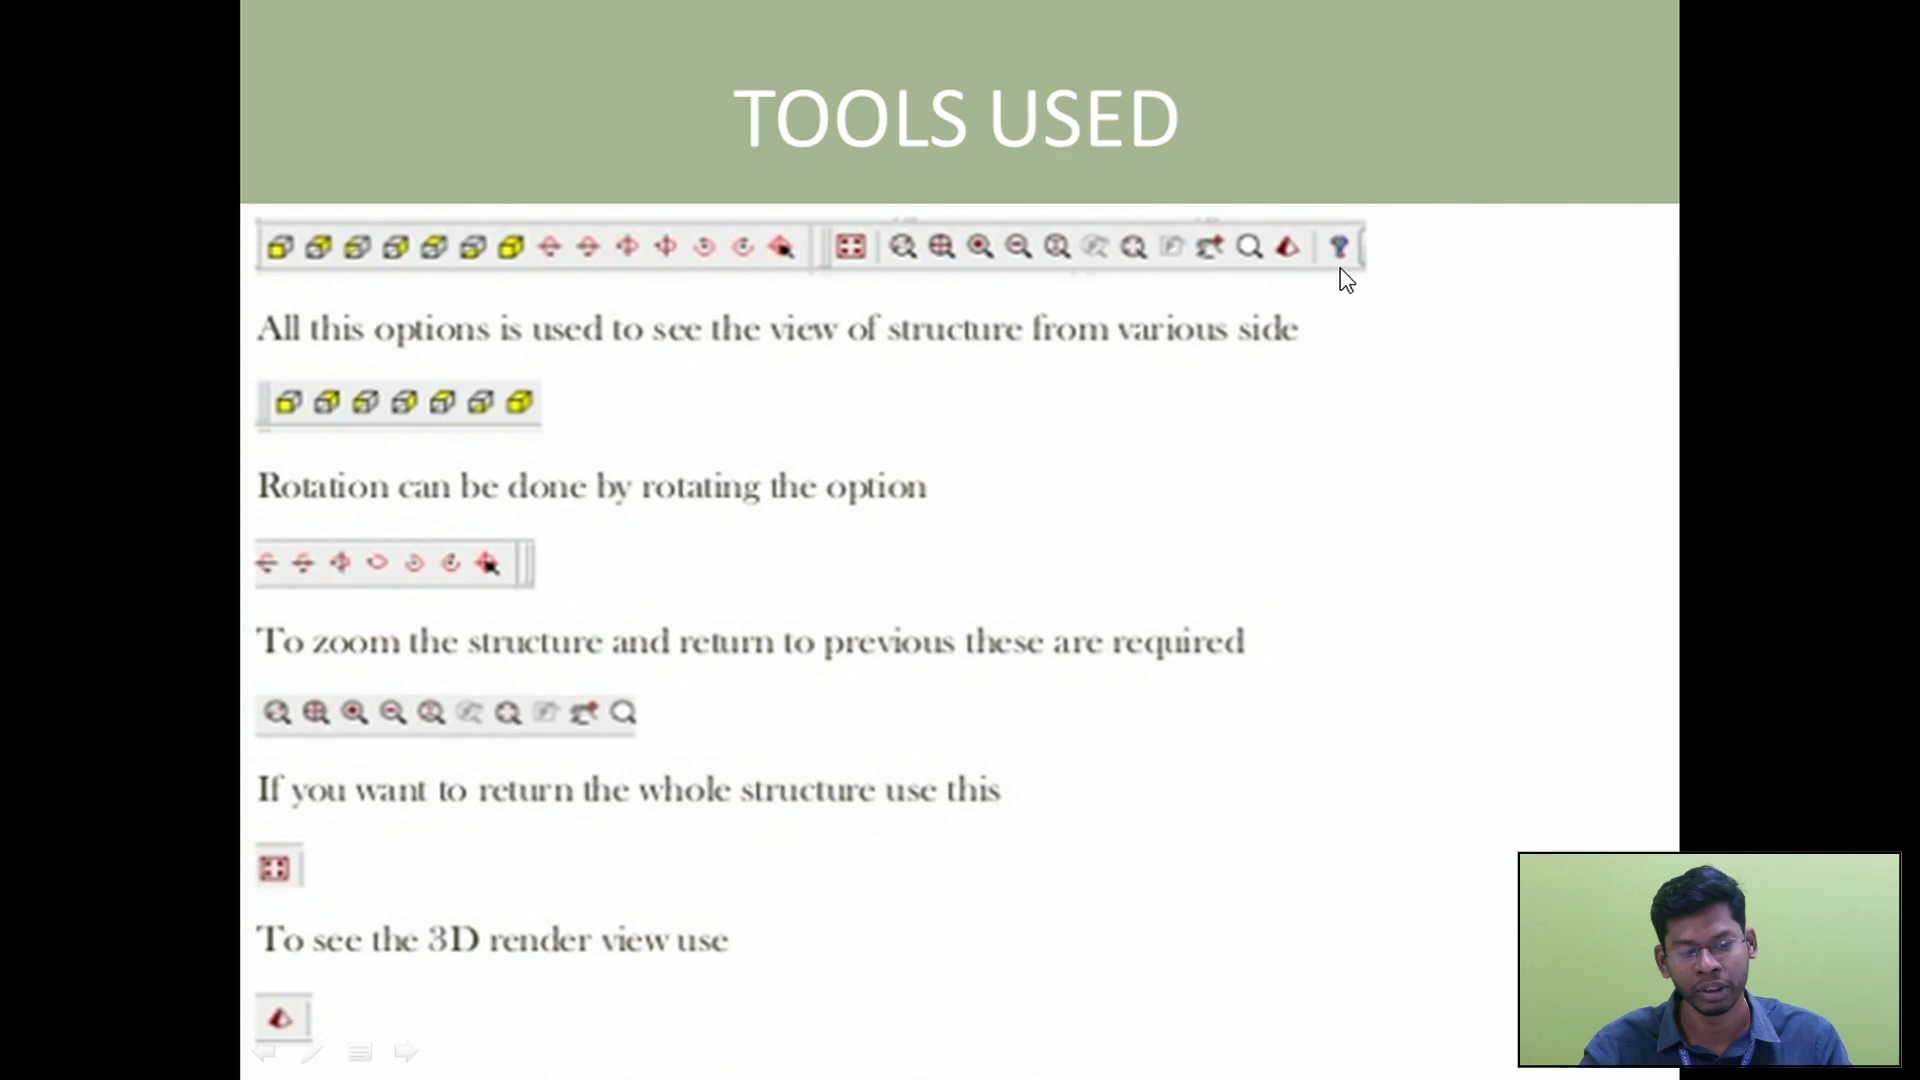 TOOLS USED
All this options is used to see the view of structure from various side
Rotation can be done by rotating the option
To zoom the structure and return to previous these are required
If you want to return the whole structure use this
To see the 3D render view use